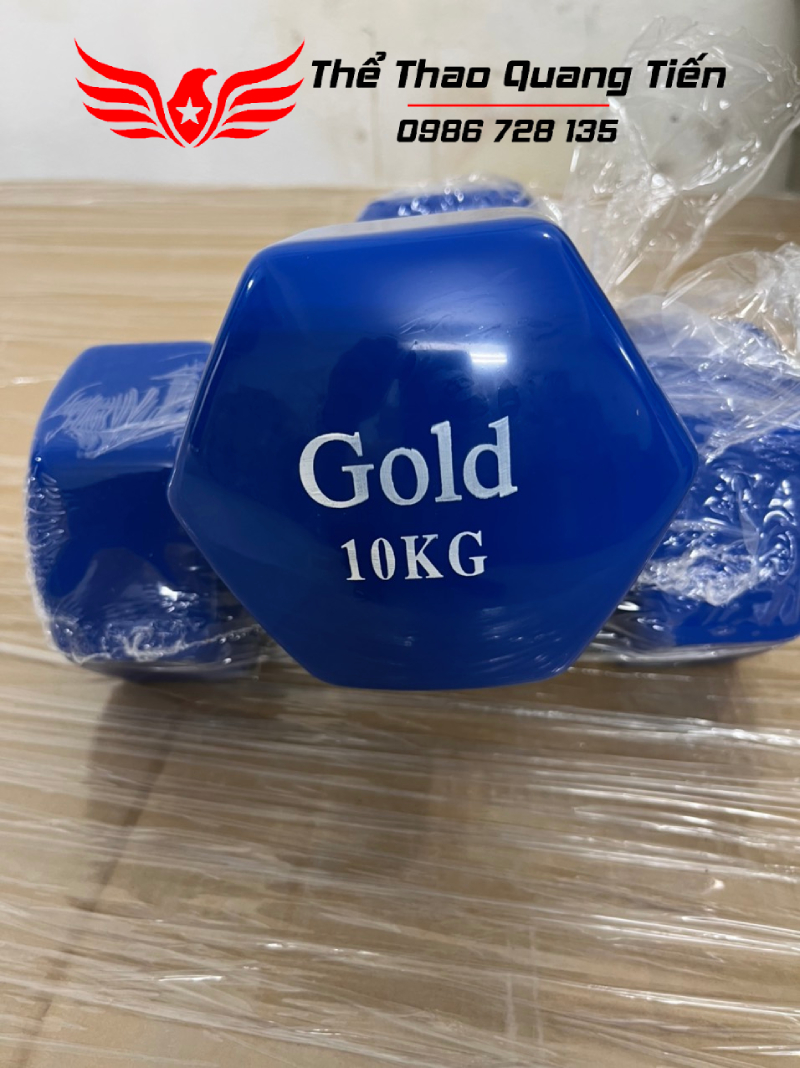 Thể Thao Quang Tiến
0986 728 135
Gold
10KG